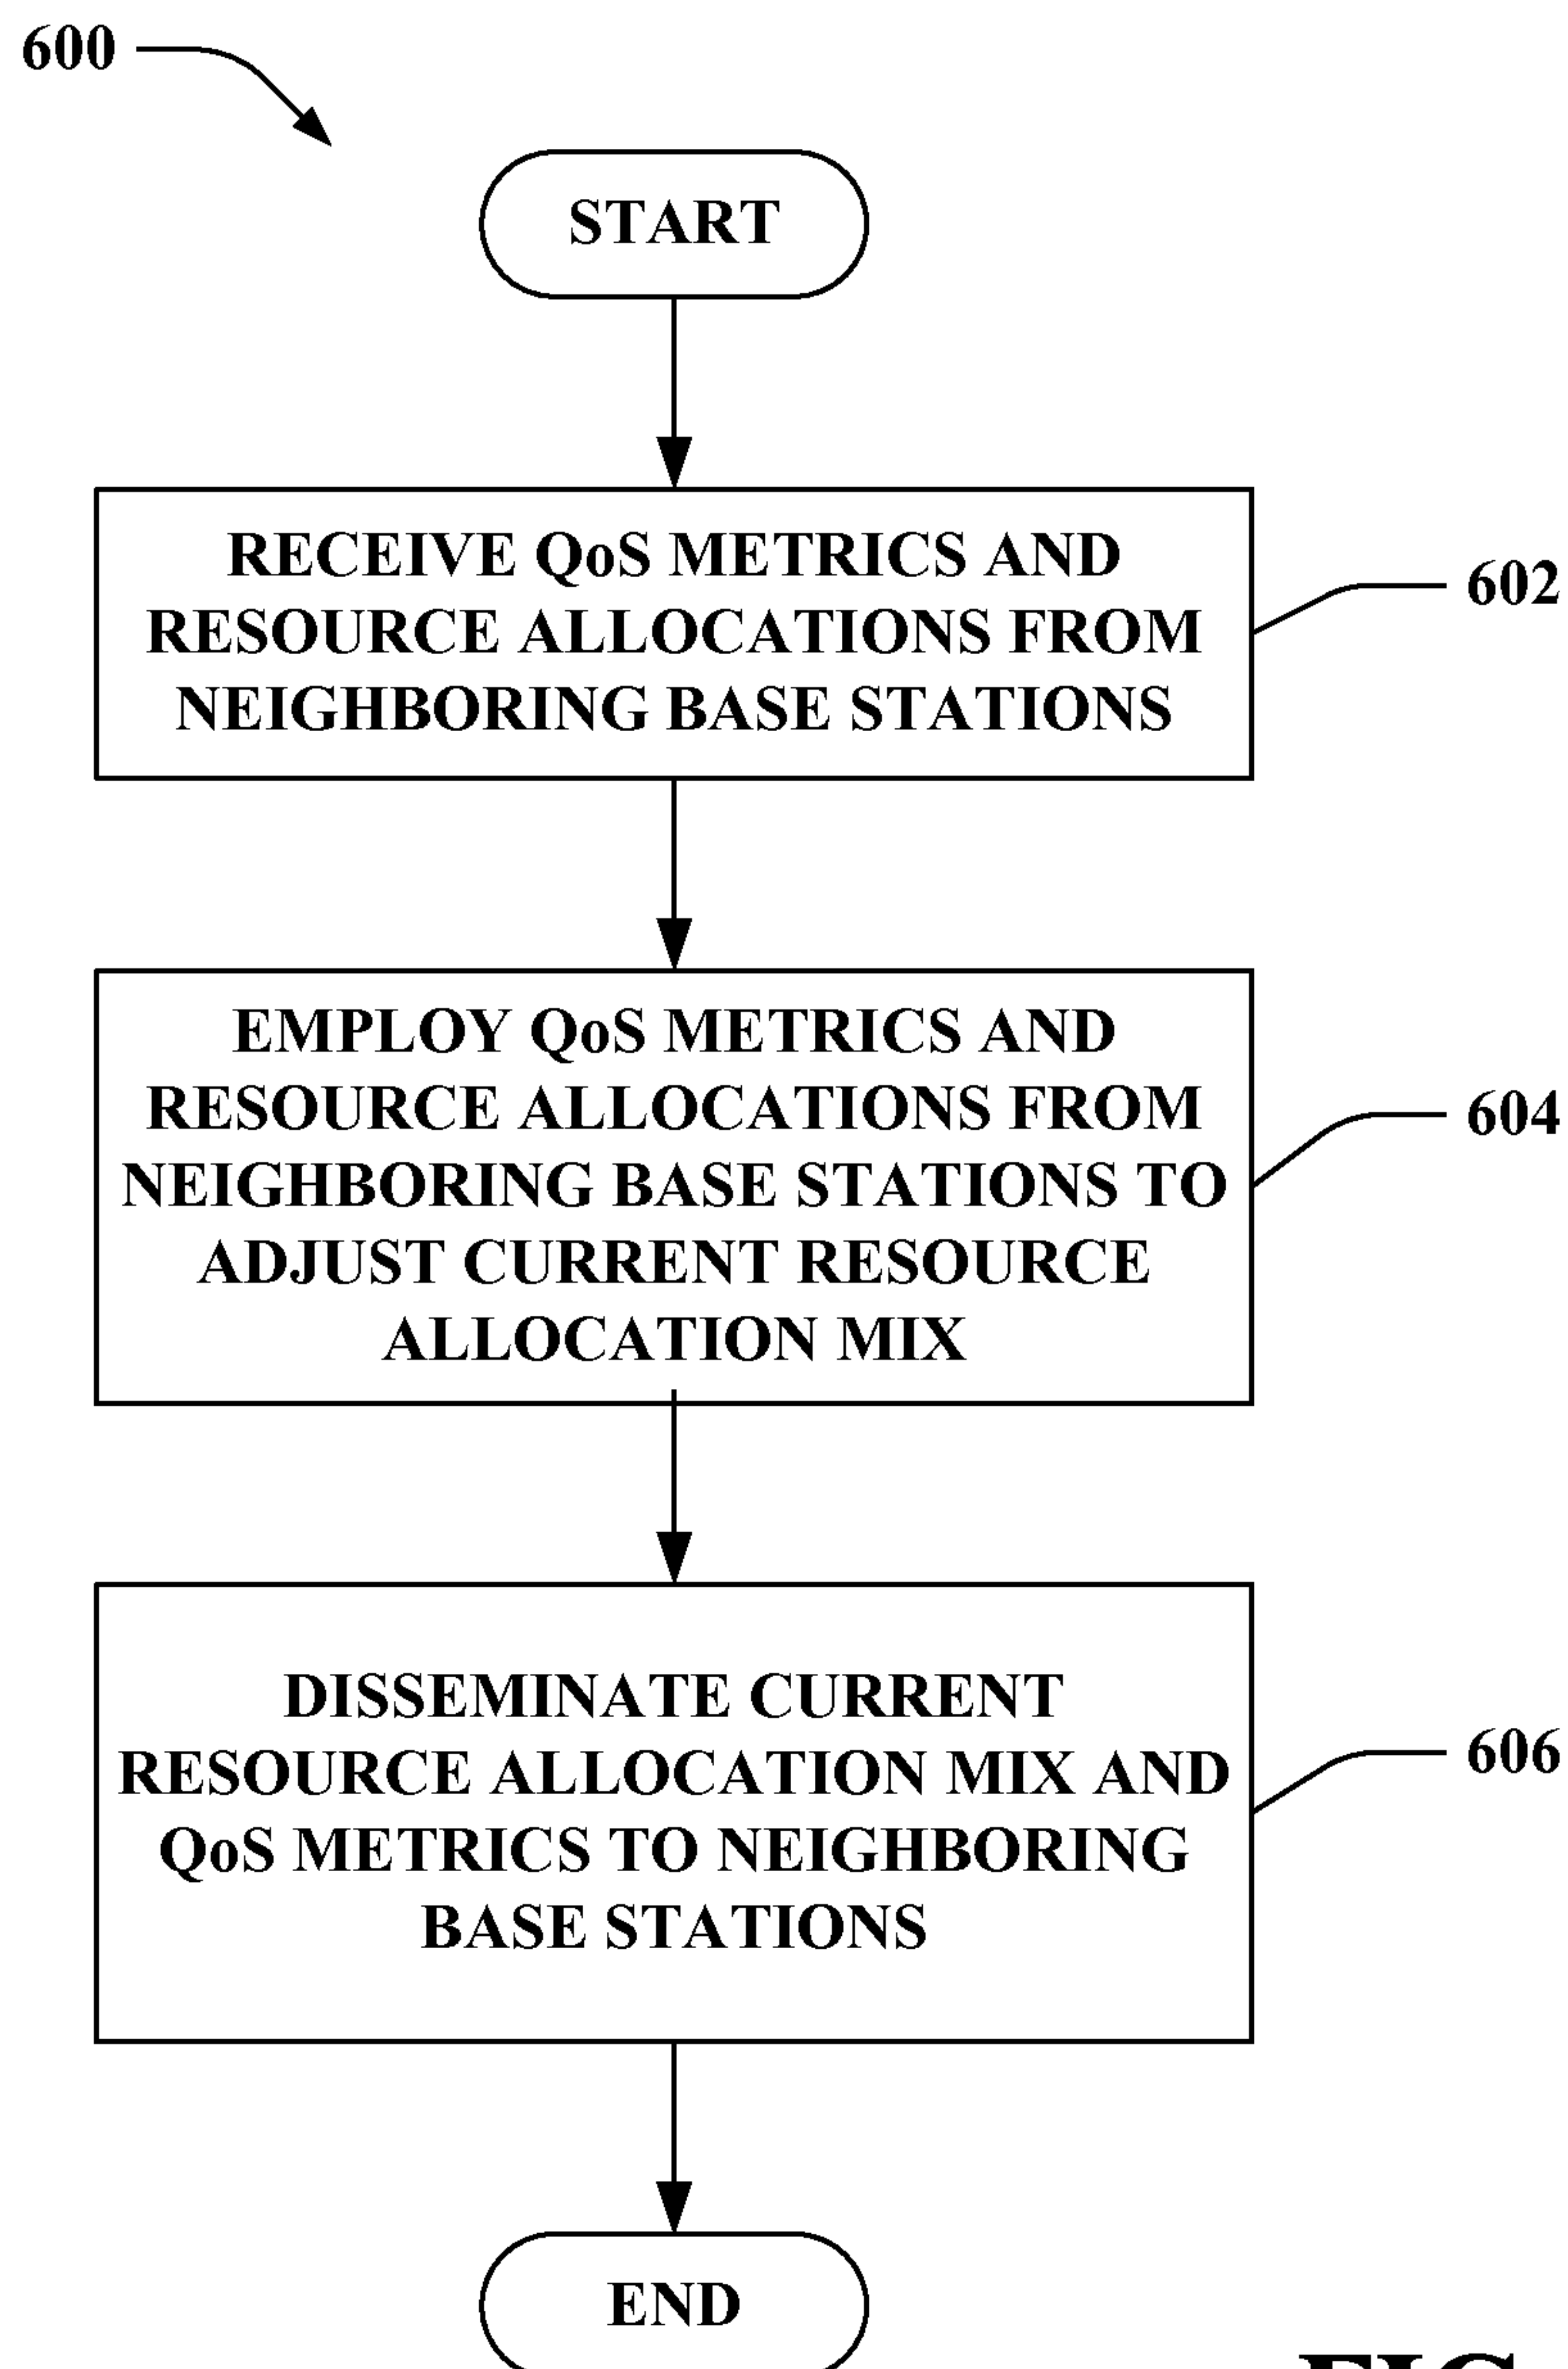 600
START
RECEIVE QoS METRICS AND
RESOURCE ALLOCATIONS FROM
NEIGHBORING BASE STATIONS
602
EMPLOY QoS METRICS AND
RESOURCE ALLOCATIONS FROM
NEIGHBORING BASE STATIONS TO
ADJUST CURRENT RESOURCE
ALLOCATION MIX
604
DISSEMINATE CURRENT
RESOURCE ALLOCATION MIX AND
QoS METRICS TO NEIGHBORING
BASE STATIONS
606
END